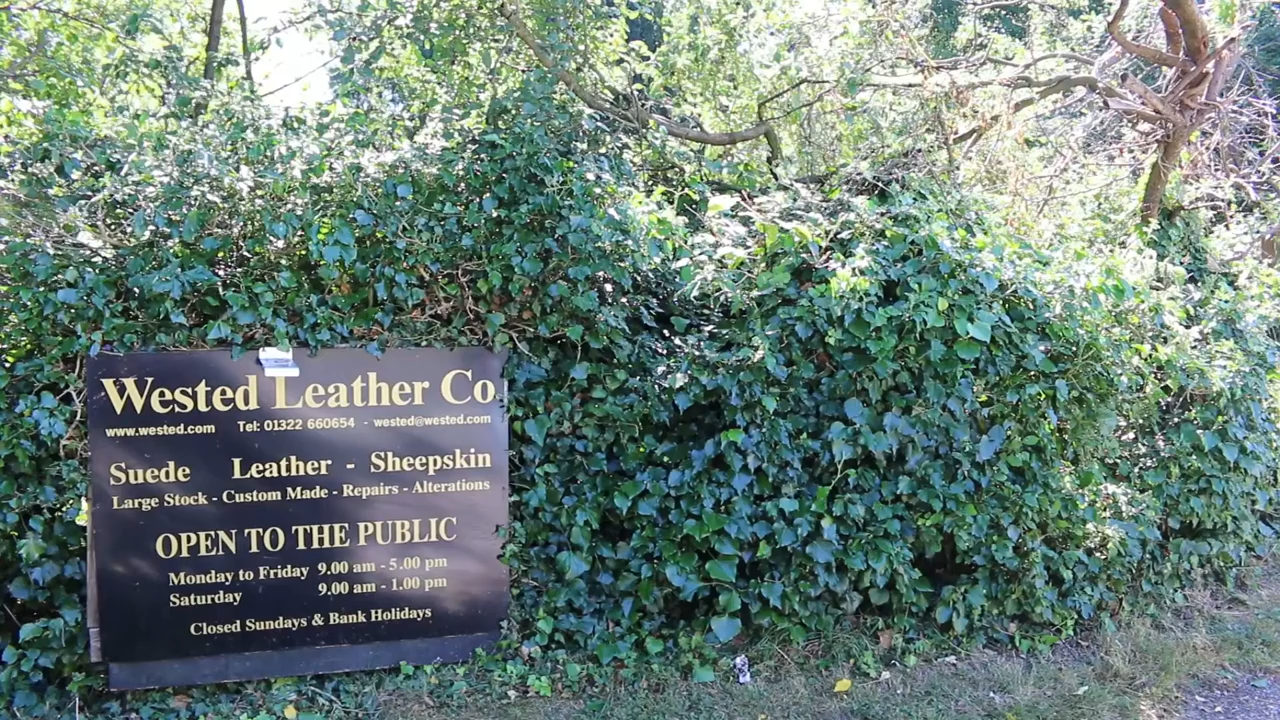 Wested Leather Co
www.wested.com Tel: 01322 660654 - wested@wested.com
Suede Leather - Sheepskin
Large Stock - Custom Made - Repairs - Alterations
OPEN TO THE PUBLIC
Monday to Friday 9.00 am - 5.00 pm
Saturday 9.00 am - 1.00 pm
Closed Sundays & Bank Holidays